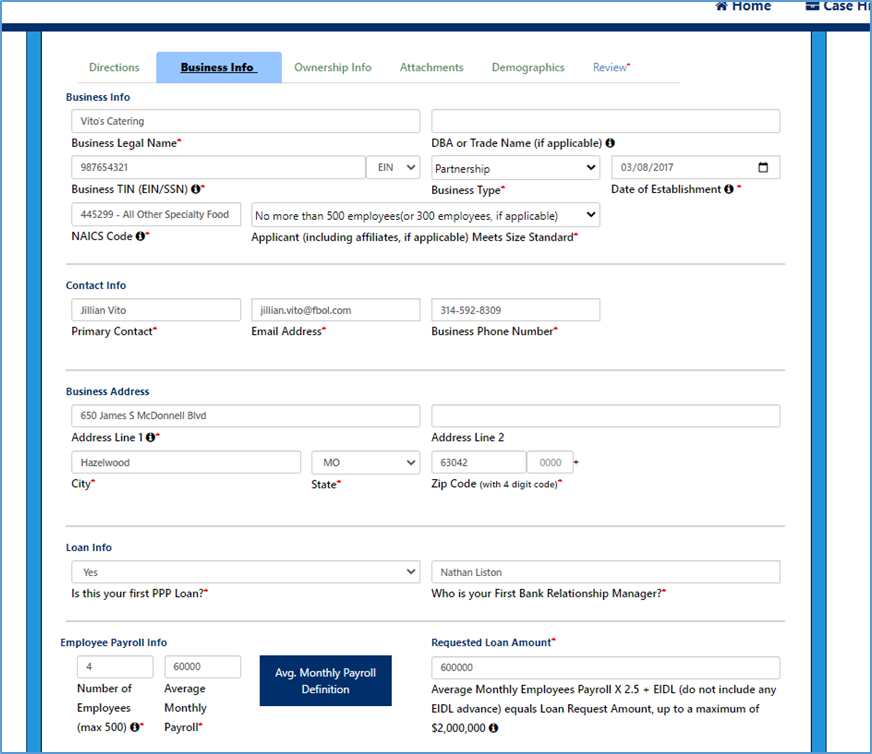 Home Case Hi
Directions Business Info Ownership Info Attachments Demographics Review*
Business Info
Vito's Catering
Business Legal Name* DBA or Trade Name (if applicable)
987654321 EIN Partnership 03/08/2017
Business TIN (EIN/SSN) * Business Type* Date of Establishment *
445299 - All Other Specialty Food No more than 500 employees(or 300 employees, if applicable)
NAICS Code * Applicant (including affiliates, if applicable) Meets Size Standard*
Contact Info
Jillian Vito jillian.vito@fbol.com 314-592-8309
Primary Contact* Email Address* Business Phone Number*
Business Address
650 James S McDonnell Blvd
Address Line 1 * Address Line 2
Hazelwood MO 63042 0000 +
City* State* Zip Code (with 4 digit code)*
Loan Info
Yes Nathan Liston
Is this your first PPP Loan?* Who is your First Bank Relationship Manager?*
Employee Payroll Info Requested Loan Amount*
4 60000 Avg. Monthly Payroll 600000
Definition
Number of Average Average Monthly Employees Payroll X 2.5 + EIDL (do not include any
Employees Monthly EIDL advance) equals Loan Request Amount, up to a maximum of
(max 500) * Payroll* $2,000,000